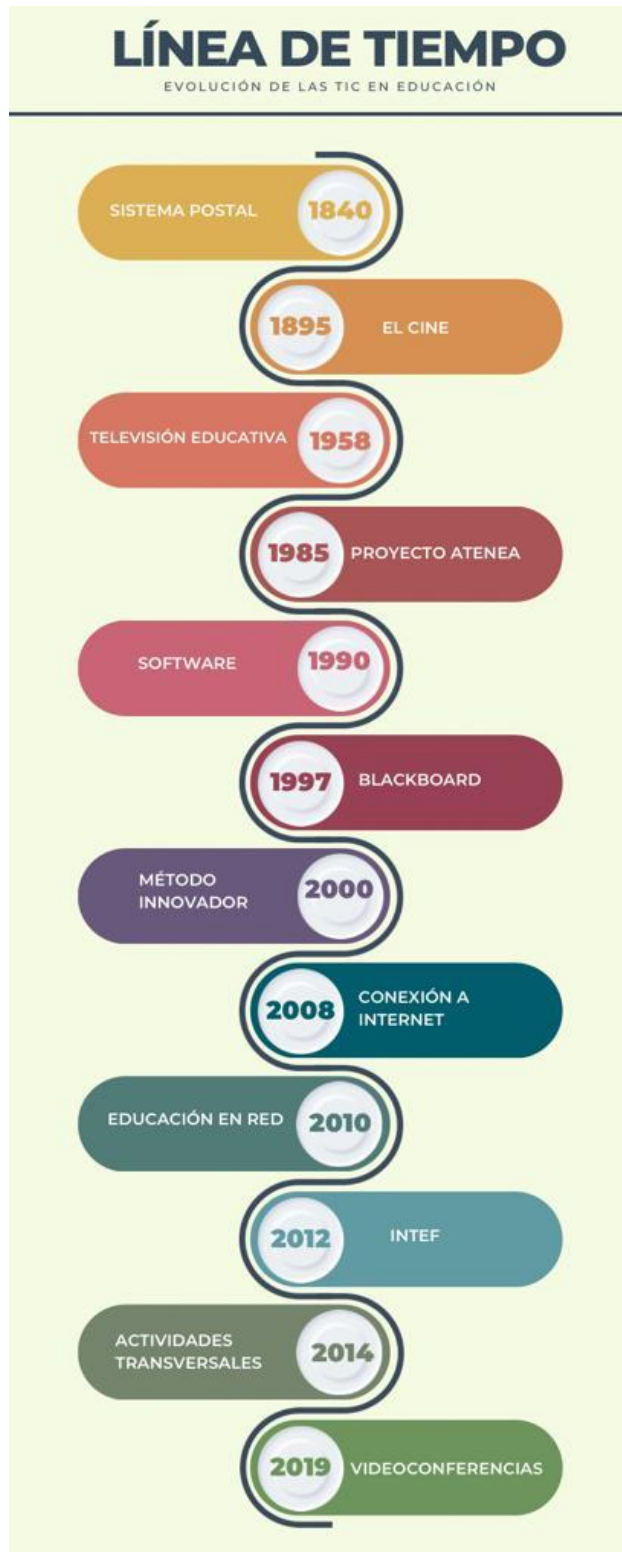 LÍNEA DE TIEMPO
EVOLUCIÓN DE LAS TIC EN EDUCACIÓN
SISTEMA POSTAL
1840
1895
EL CINE
TELEVISIÓN EDUCATIVA
1958
1985
PROYECTO ATENEA
SOFTWARE
1990
1997
BLACKBOARD
MÉTODO
INNOVADOR
2000
2008
CONEXIÓN A
INTERNET
EDUCACIÓN EN RED
2010
2012
INTEF
ACTIVIDADES
TRANSVERSALES
2014
2019
VIDEOCONFERENCIAS